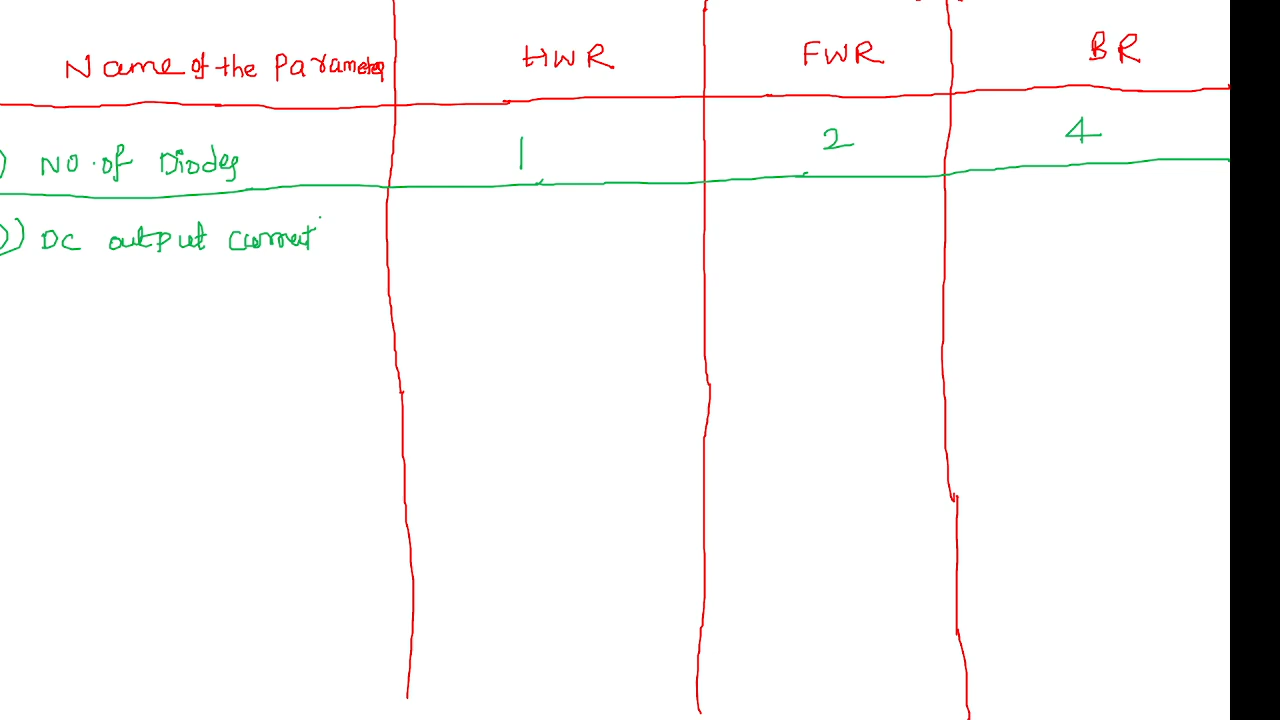 Name of the Parameter HWR FWR BR
) No. of Diodes 1 2 4
)) DC output current